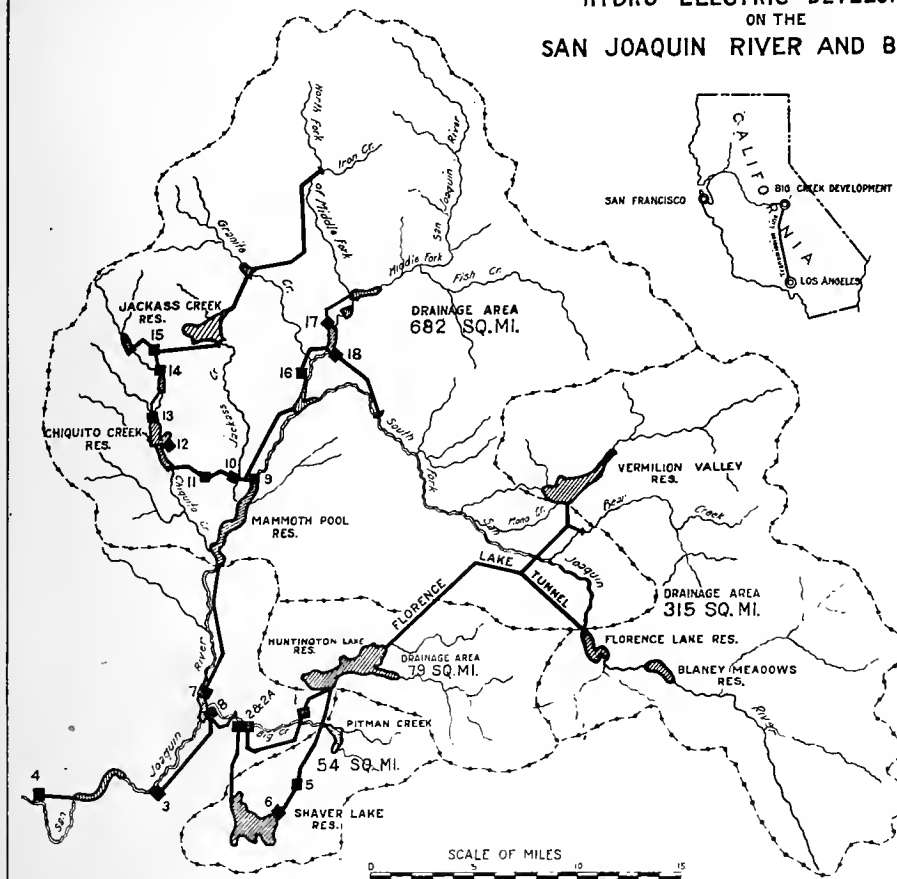 HYDRO ELECTRIC DEVELOP
ON THE
SAN JOAQUIN RIVER AND B
CALIFORNIA
SAN FRANCISCO
BIG CREEK DEVELOPMENT
LOS ANGELES
North Fork
of Middle Fork
Iron Cr.
San Joaquin River
Granite
Cr.
Middle Fork
Fish Cr.
JACKASS CREEK
RES.
DRAINAGE AREA
682 SQ.MI.
17
18
15
14
16
13
12
CHIQUITO CREEK
RES.
Jackass
Cr.
11
10
9
Chiquito Cr.
MAMMOTH POOL
RES.
South
Fork
San
Joaquin
River
Mono Cr.
Bear
Creek
VERMILION VALLEY
RES.
FLORENCE LAKE TUNNEL
DRAINAGE AREA
315 SQ.MI.
FLORENCE LAKE RES.
BLANEY MEADOWS
RES.
HUNTINGTON LAKE
RES.
DRAINAGE AREA
79 SQ.MI.
River
7
8
2&2A
Big Cr.
PITMAN CREEK
54 SQ.MI.
Joaquin
San
4
3
5
6
SHAVER LAKE
RES.
SCALE OF MILES
0 5 10 15